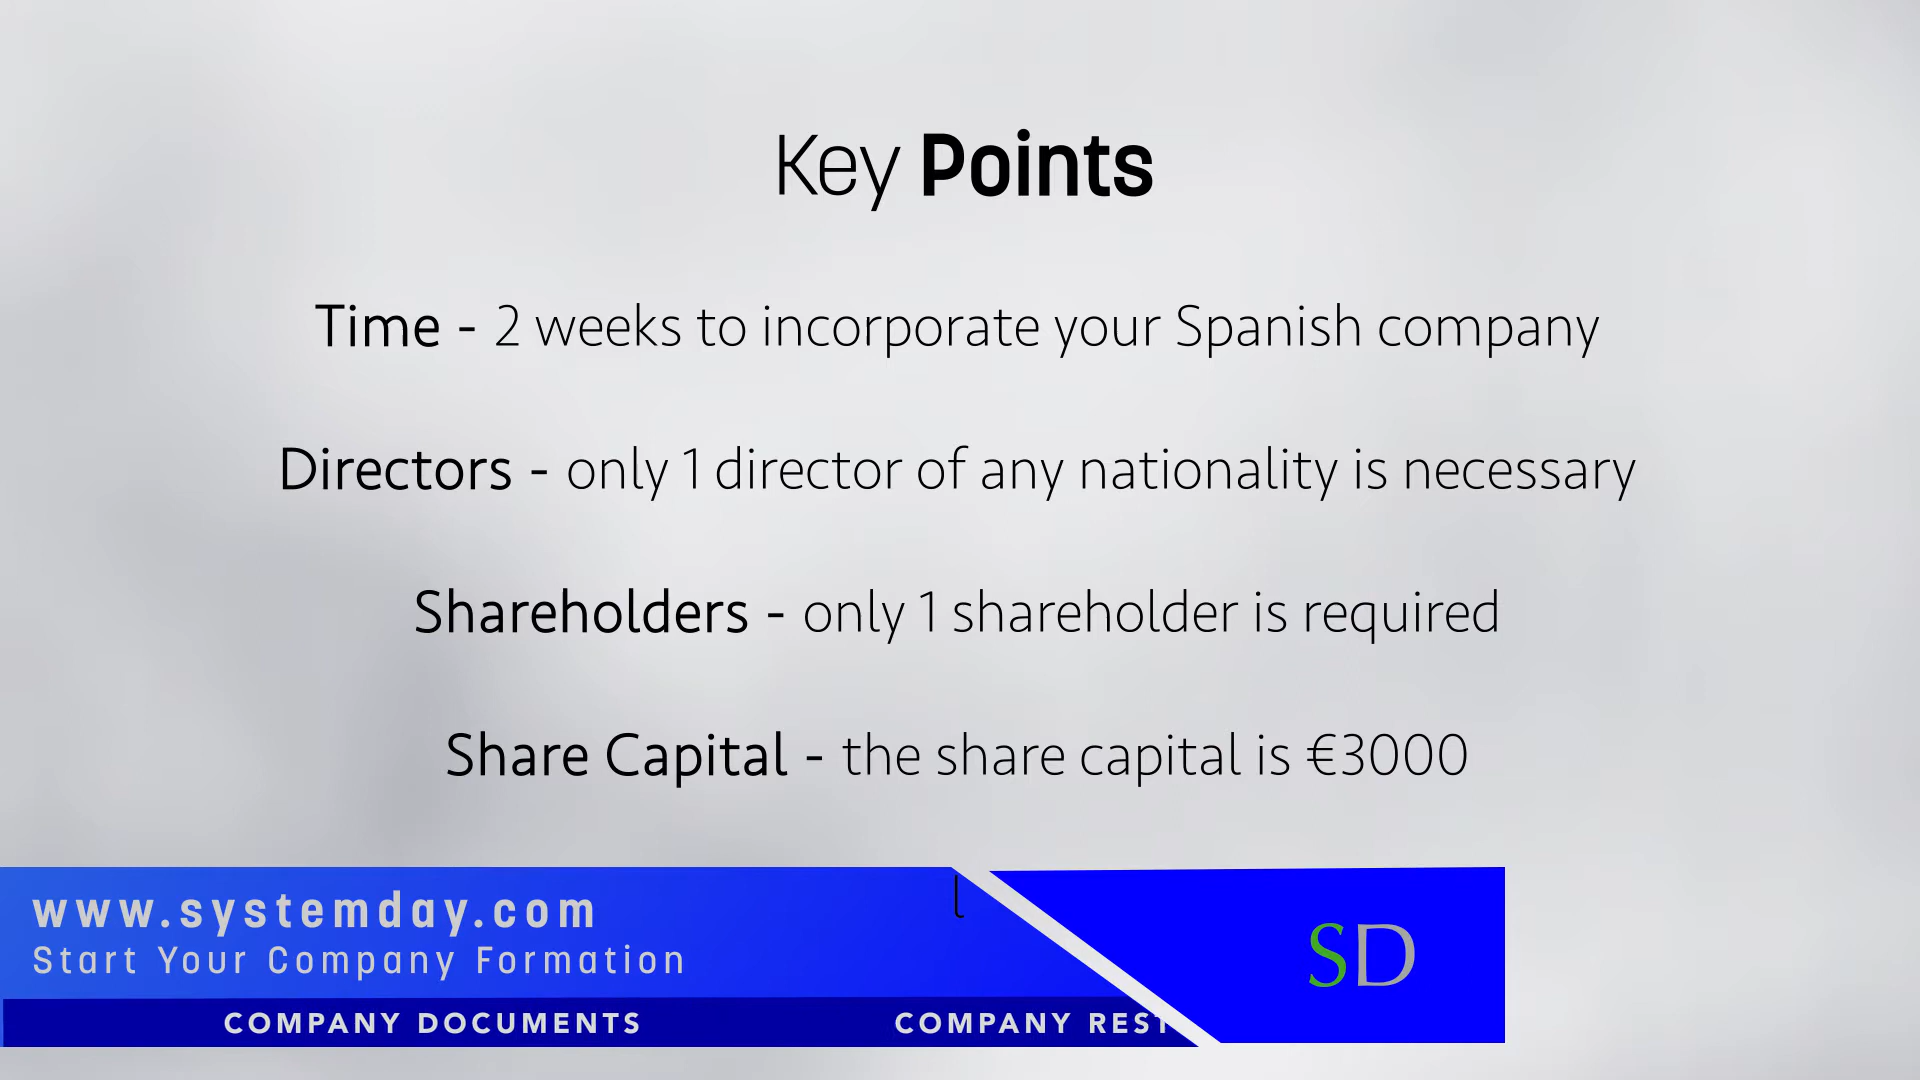 Key Points
Time - 2 weeks to incorporate your Spanish company
Directors - only 1 director of any nationality is necessary
Shareholders - only 1 shareholder is required
Share Capital - the share capital is €3000
www.systemday.com
Start Your Company Formation
SD
COMPANY DOCUMENTS
COMPANY REST